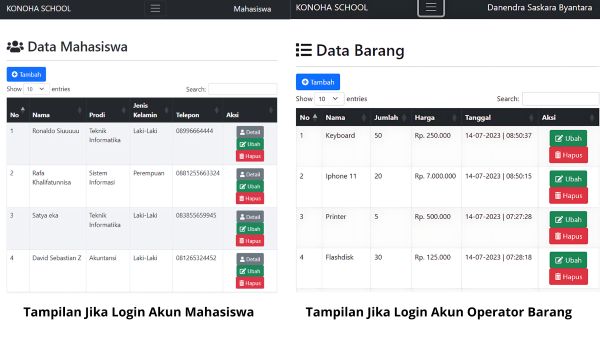 KONOHA SCHOOL
Mahasiswa
Data Mahasiswa
Tambah
Show 10 entries
Search:
No Nama Prodi Jenis Kelamin Telepon Aksi
1 Ronaldo Siuuuuu Teknik Informatika Laki-Laki 08996664444 Detail
Ubah
Hapus
2 Rafa Khalifatunnisa Sistem Informasi Perempuan 0881255663324 Detail
Ubah
Hapus
3 Satya eka Teknik Informatika Laki-Laki 083855659945 Detail
Ubah
Hapus
4 David Sebastian Z Akuntansi Laki-Laki 081265324452 Detail
Ubah
Hapus
Tampilan Jika Login Akun Mahasiswa
KONOHA SCHOOL
Danendra Saskara Byantara
Data Barang
Tambah
Show 10 entries
Search:
No Nama Jumlah Harga Tanggal Aksi
1 Keyboard 50 Rp. 250.000 14-07-2023 | 08:50:37 Ubah
Hapus
2 Iphone 11 20 Rp. 7.000.000 14-07-2023 | 08:50:15 Ubah
Hapus
3 Printer 5 Rp. 500.000 14-07-2023 | 07:27:28 Ubah
Hapus
4 Flashdisk 30 Rp. 125.000 14-07-2023 | 07:28:18 Ubah
Hapus
Tampilan Jika Login Akun Operator Barang